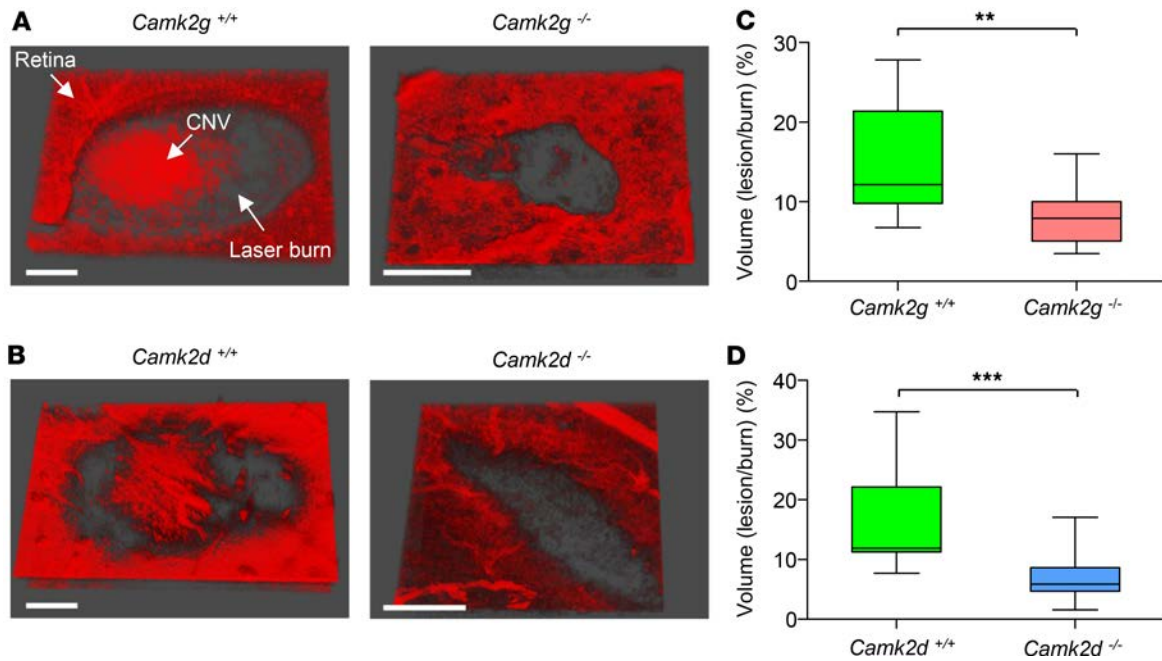 A
Camk2g +/+
Camk2g -/-
Retina
CNV
Laser burn
B
Camk2d +/+
Camk2d -/-
C
**
Volume (lesion/burn) (%)
30
20
10
0
Camk2g +/+
Camk2g -/-
D
***
Volume (lesion/burn) (%)
40
30
20
10
0
Camk2d +/+
Camk2d -/-